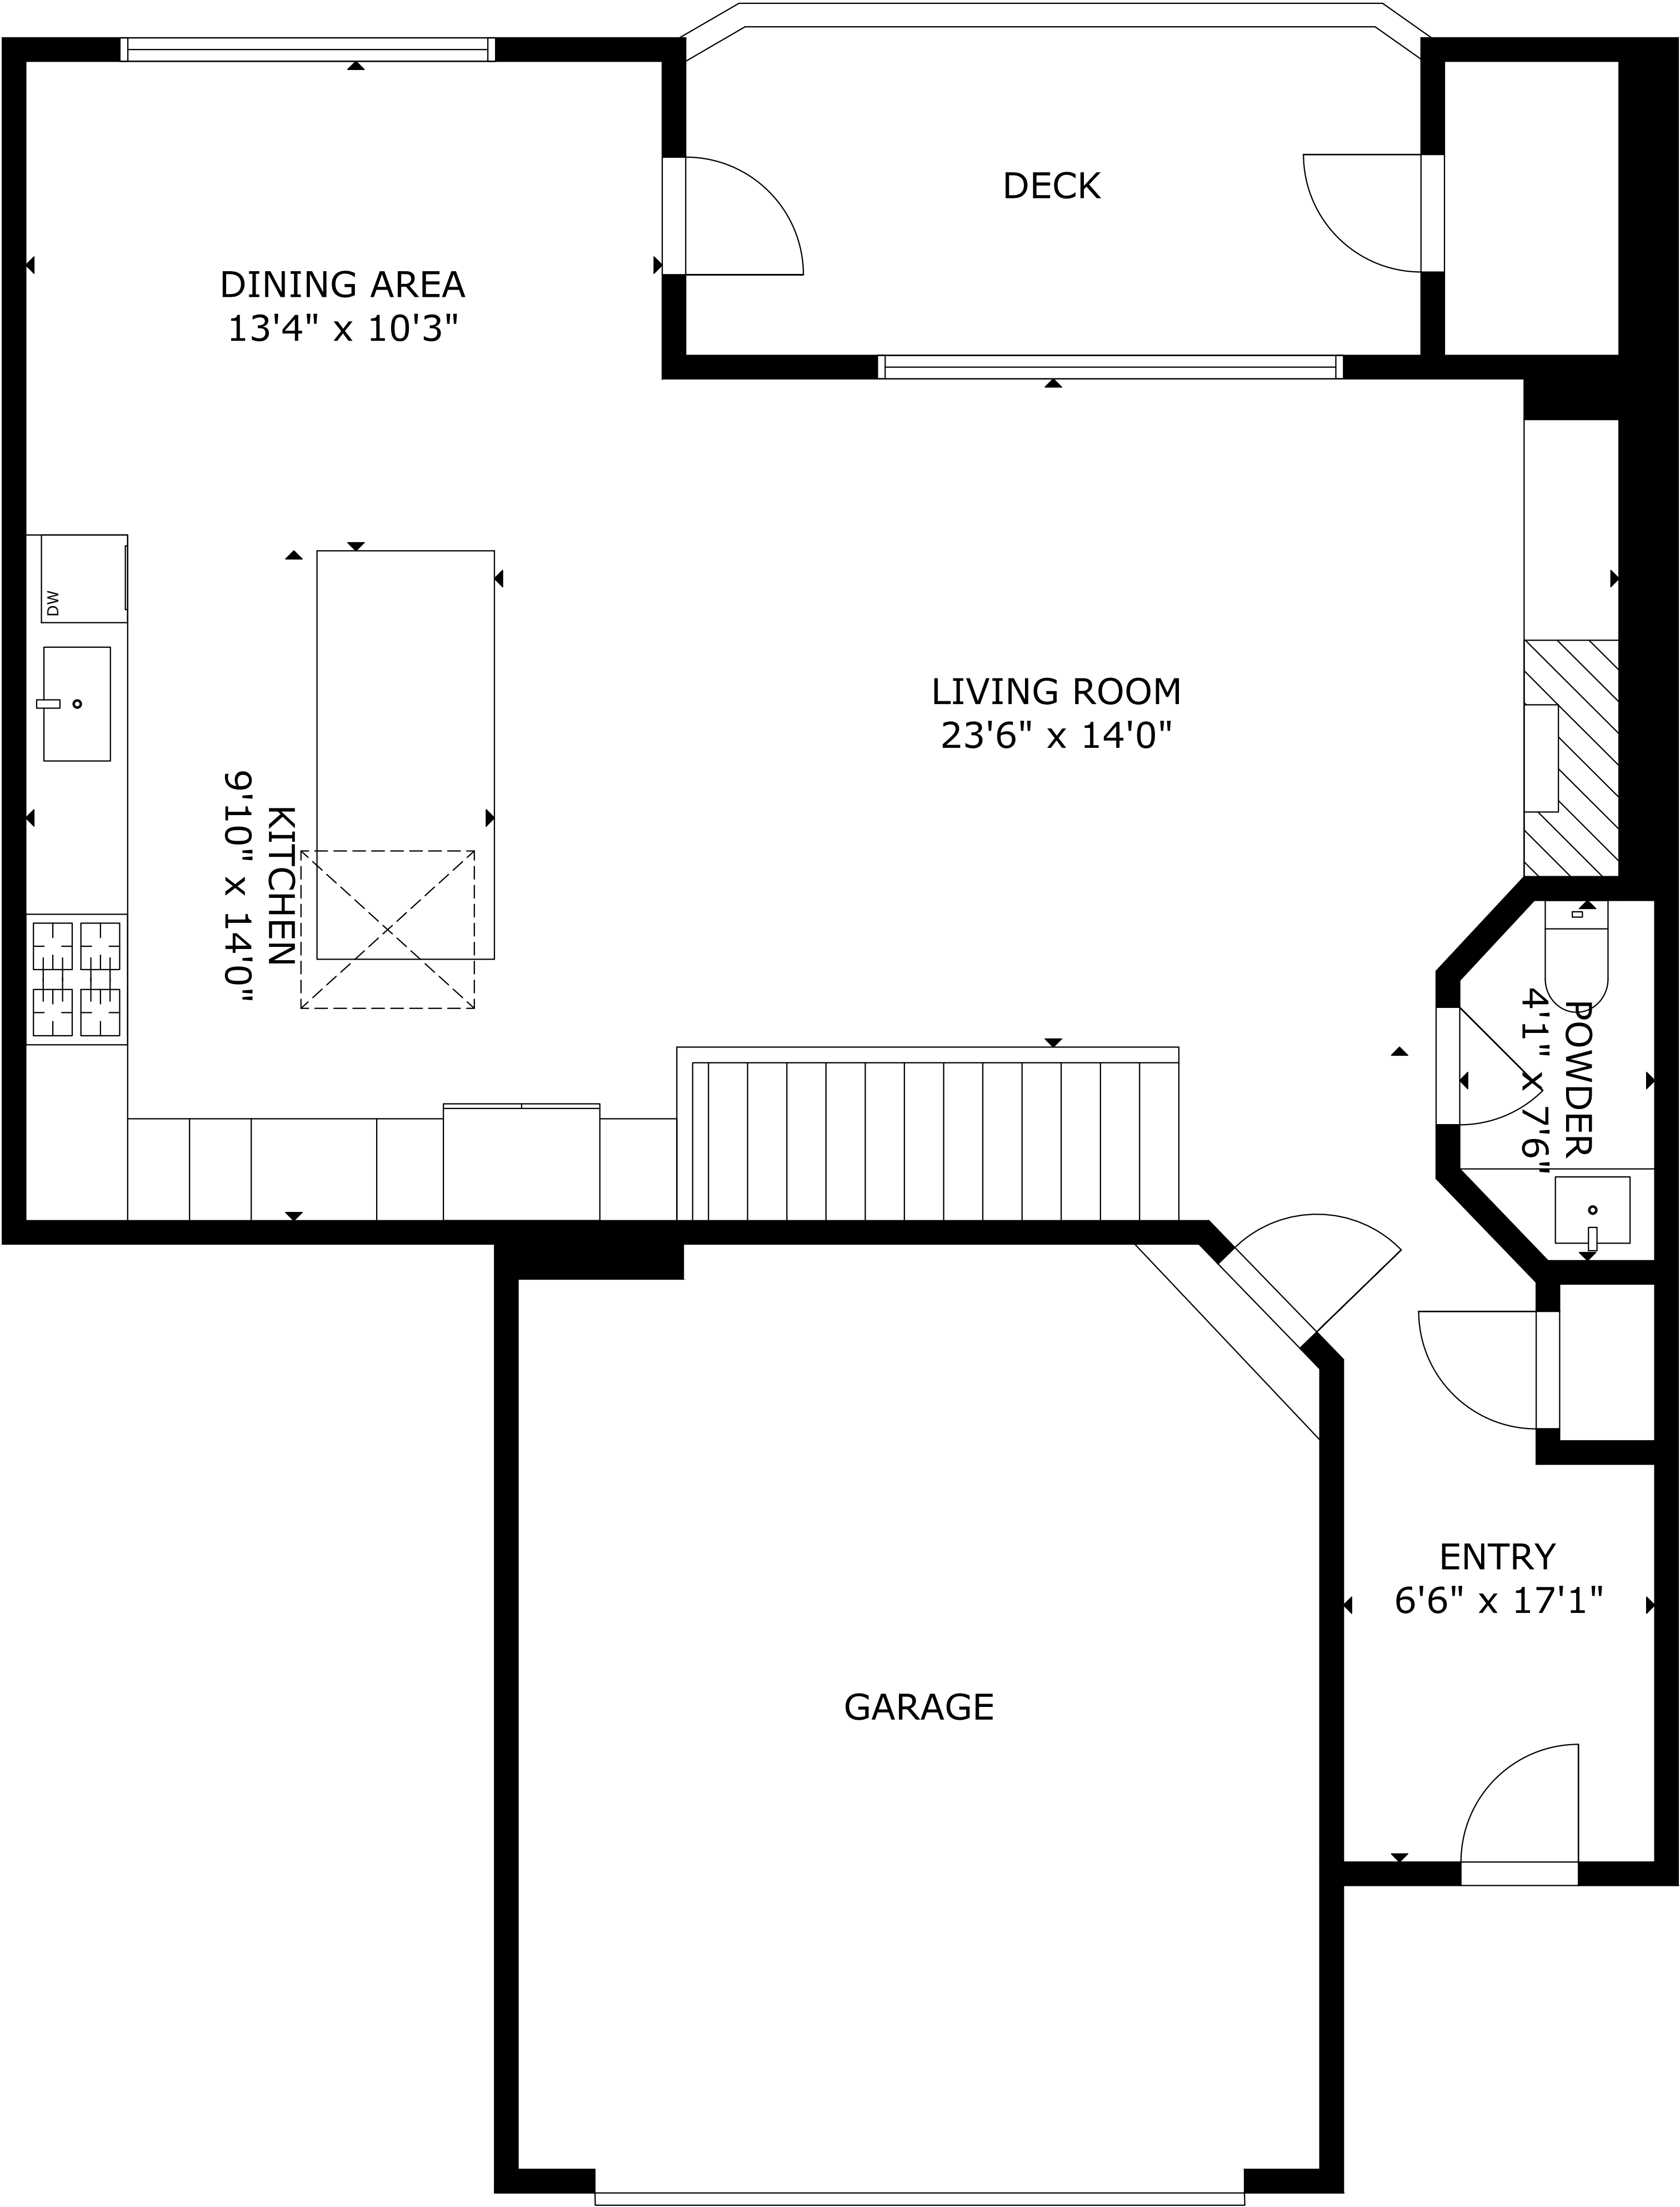 DECK
DINING AREA
13'4" x 10'3"
DW
LIVING ROOM
23'6" x 14'0"
KITCHEN
9'10" x 14'0"
POWDER
4'1" x 7'6"
ENTRY
6'6" x 17'1"
GARAGE